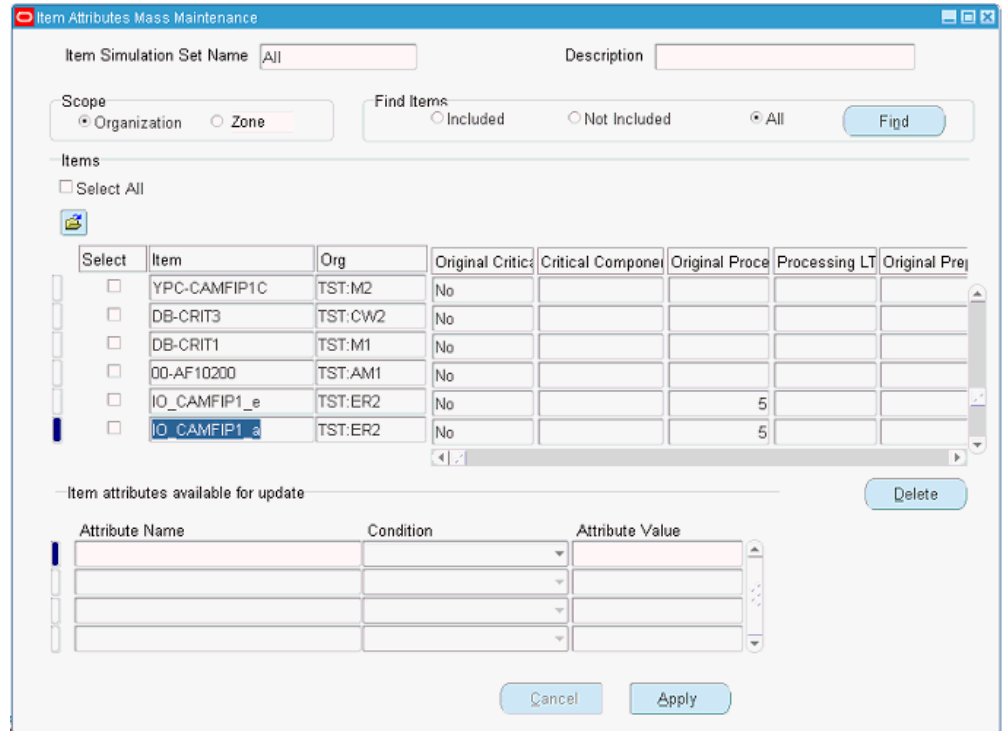 Item Attributes Mass Maintenance
Item Simulation Set Name All Description
Scope Find Items
Organization Zone Included Not Included All Find
Items
Select All
Select Item Org Original Critica Critical Componen Original Proce Processing LT Original Prep
YPC-CAMFIP1C TST:M2 No
DB-CRIT3 TST:CW2 No
DB-CRIT1 TST:M1 No
00-AF10200 TST:AM1 No
IO_CAMFIP1_e TST:ER2 No 5
IO_CAMFIP1_a TST:ER2 No 5
Item attributes available for update Delete
Attribute Name Condition Attribute Value
Cancel Apply